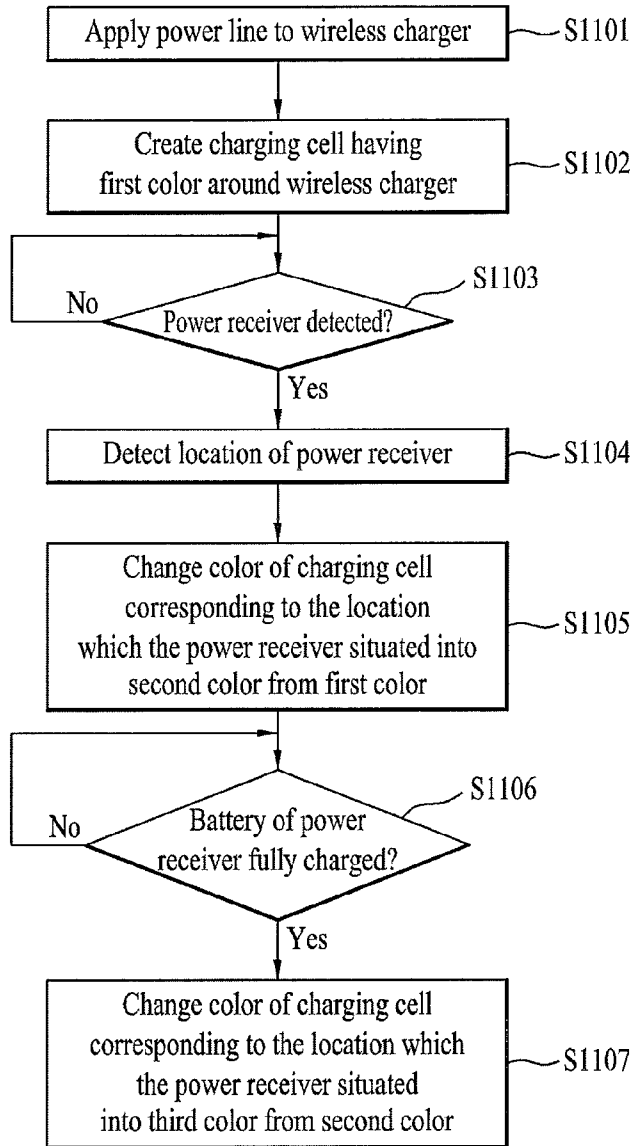 Apply power line to wireless charger
S1101
Create charging cell having
first color around wireless charger
S1102
S1103
No
Power receiver detected?
Yes
Detect location of power receiver
S1104
Change color of charging cell
corresponding to the location
which the power receiver situated into
second color from first color
S1105
S1106
No
Battery of power
receiver fully charged?
Yes
Change color of charging cell
corresponding to the location which
the power receiver situated
into third color from second color
S1107